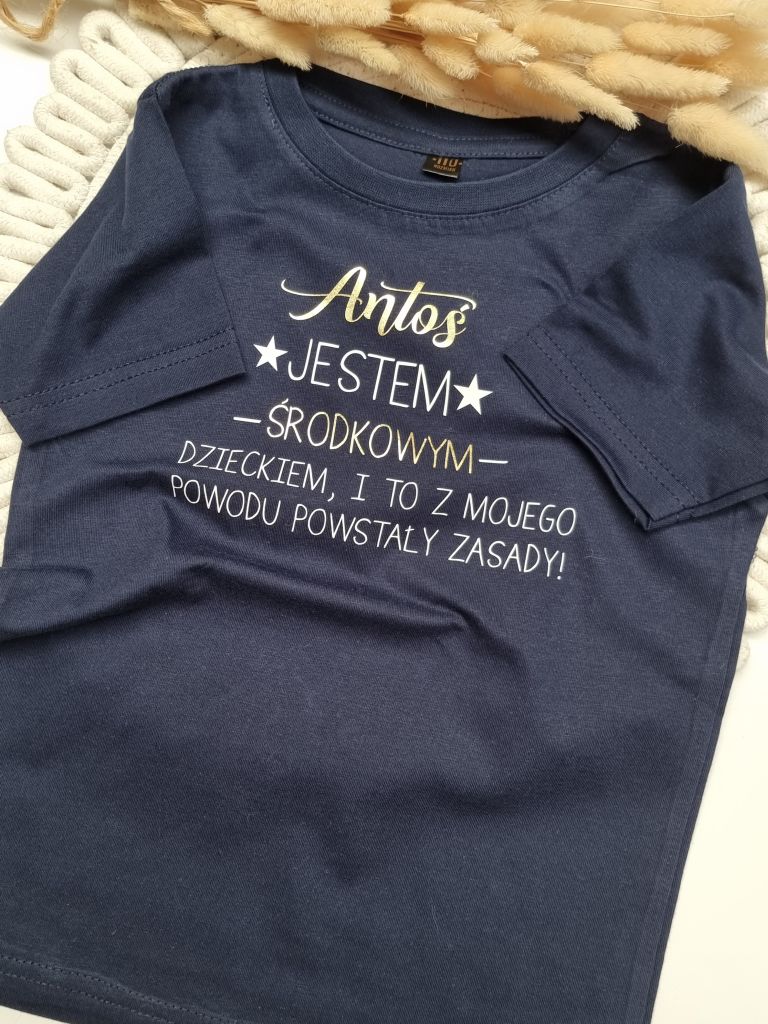 Antoś
JESTEM
ŚRODKOWYM
DZIECKIEM, I TO Z MOJEGO
POWODU POWSTAŁY ZASADY!